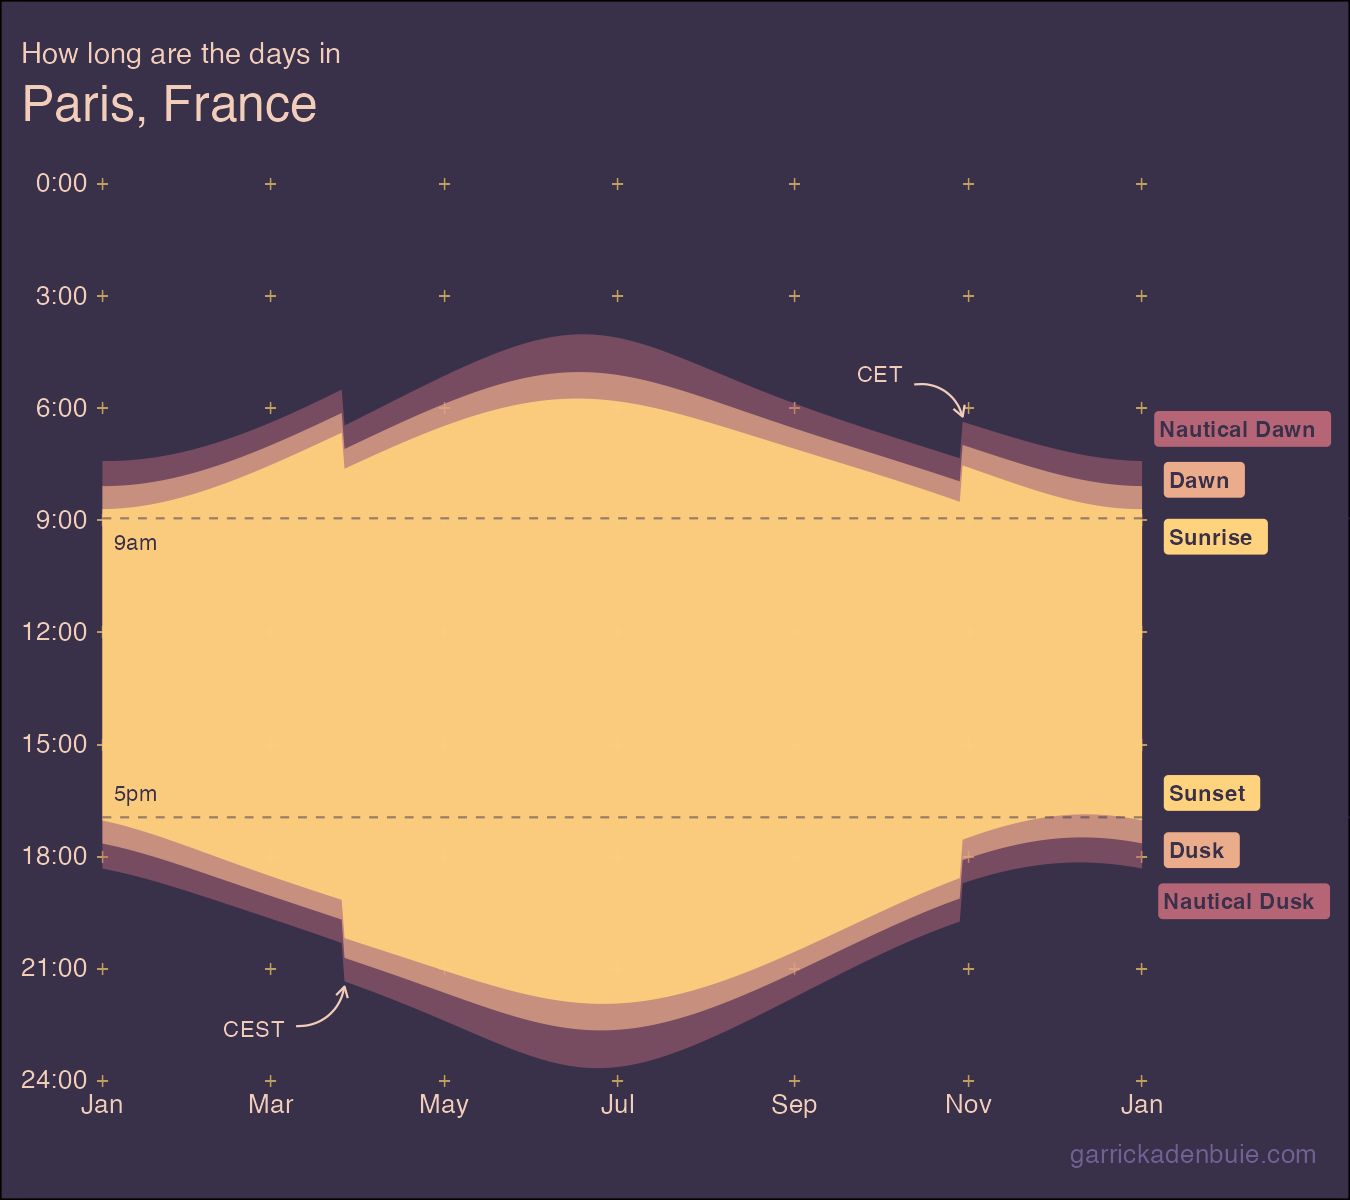 How long are the days in
Paris, France
0:00
3:00
CET
6:00
Nautical Dawn
Dawn
9:00
Sunrise
9am
12:00
15:00
5pm
Sunset
18:00
Dusk
Nautical Dusk
21:00
CEST
24:00
Jan Mar May Jul Sep Nov Jan
garrickadenbuie.com